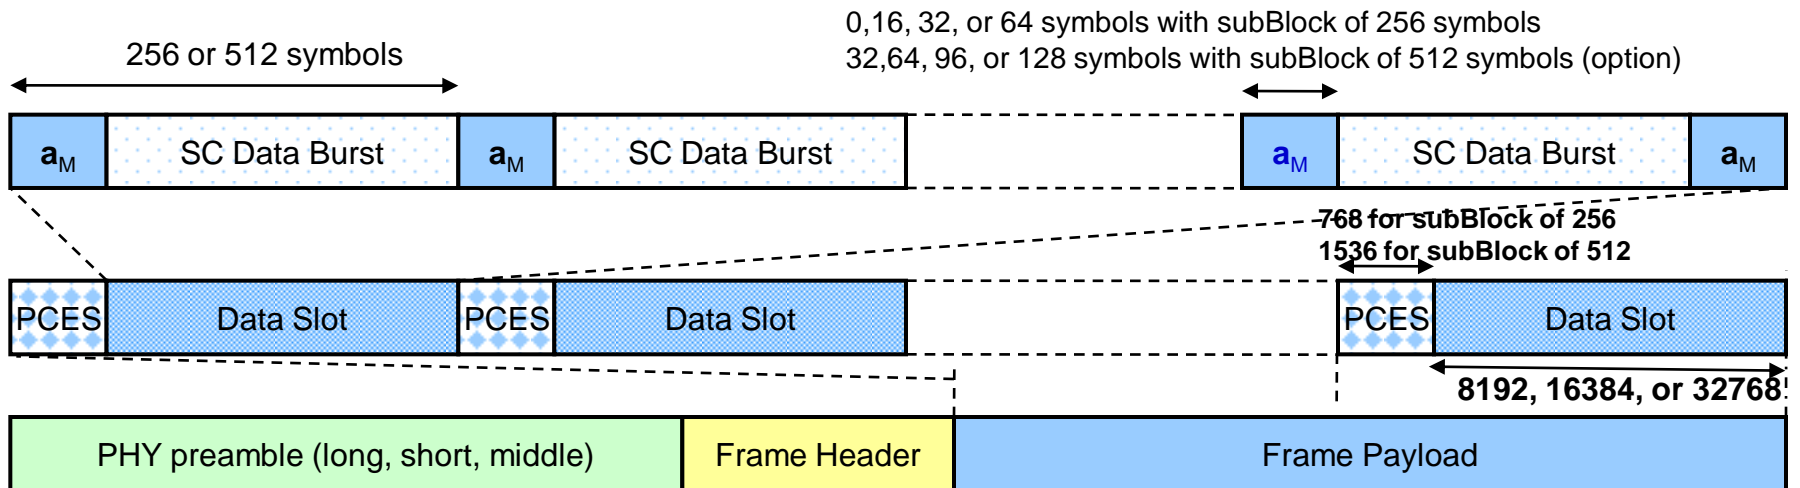 0,16, 32, or 64 symbols with subBlock of 256 symbols
256 or 512 symbols
32,64, 96, or 128 symbols with subBlock of 512 symbols (option)
aM SC Data Burst aM SC Data Burst aM SC Data Burst aM
768 for subBlock of 256
1536 for subBlock of 512
PCES Data Slot PCES Data Slot PCES Data Slot
8192, 16384, or 32768
PHY preamble (long, short, middle) Frame Header Frame Payload